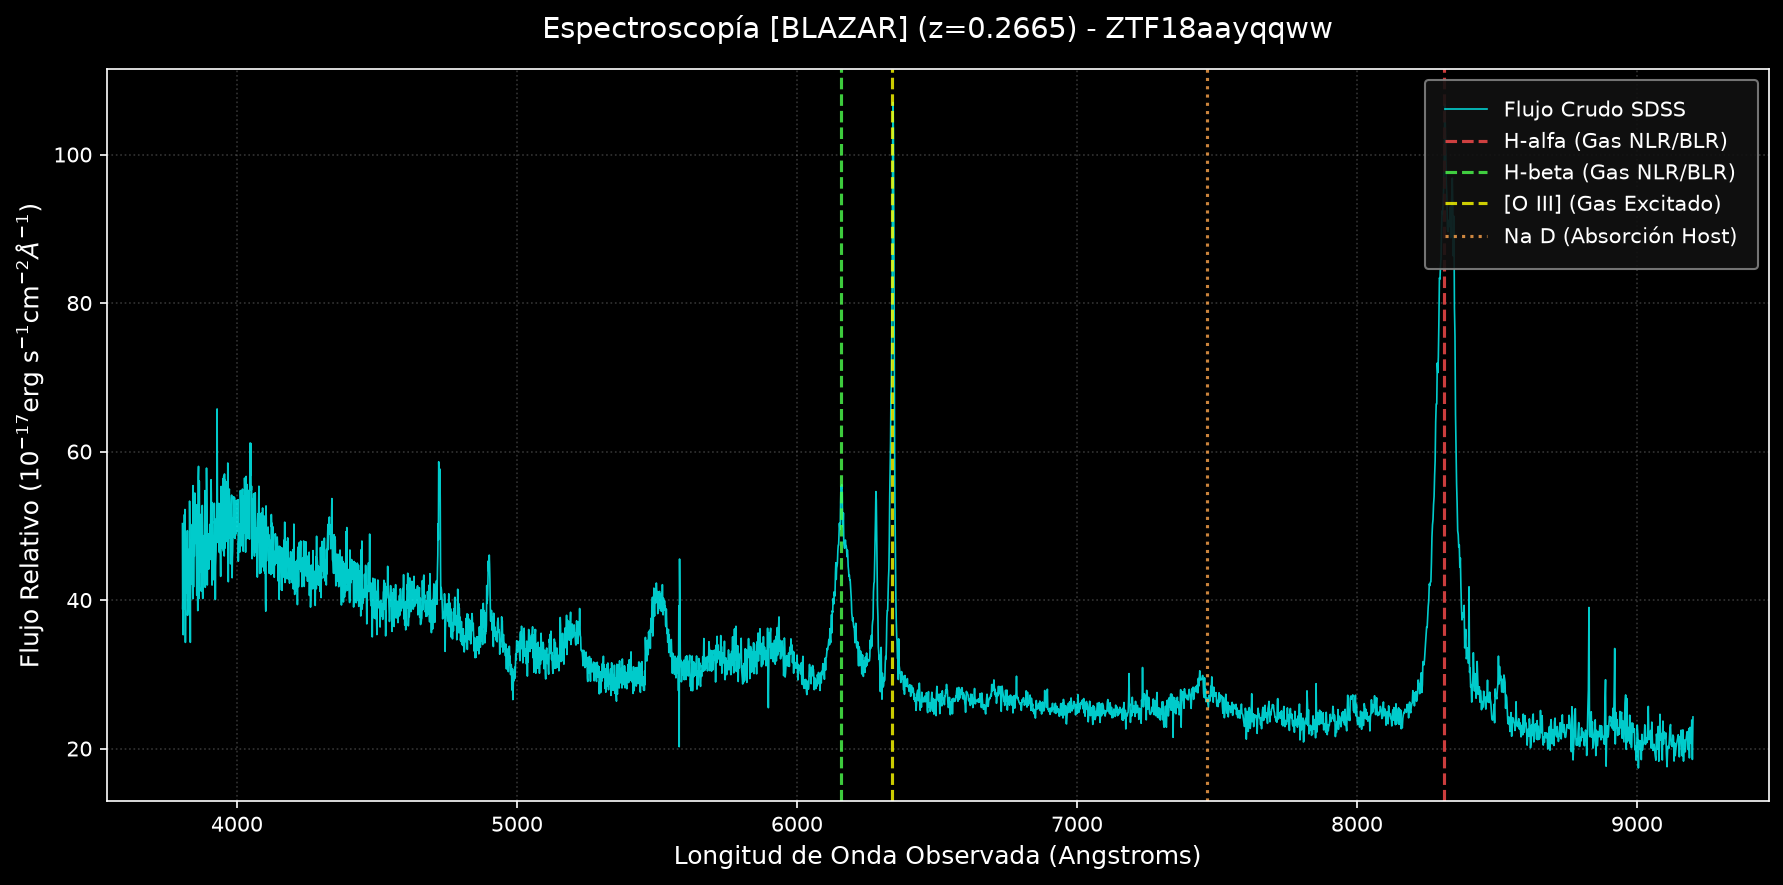 Espectroscopía [BLAZAR] (z=0.2665) - ZTF18aayqqww
Flujo Crudo SDSS
H-alfa (Gas NLR/BLR)
H-beta (Gas NLR/BLR)
[O III] (Gas Excitado)
Na D (Absorción Host)
Flujo Relativo (10⁻¹⁷erg s⁻¹cm⁻²Å⁻¹)
100
80
60
40
20
4000 5000 6000 7000 8000 9000
Longitud de Onda Observada (Angstroms)